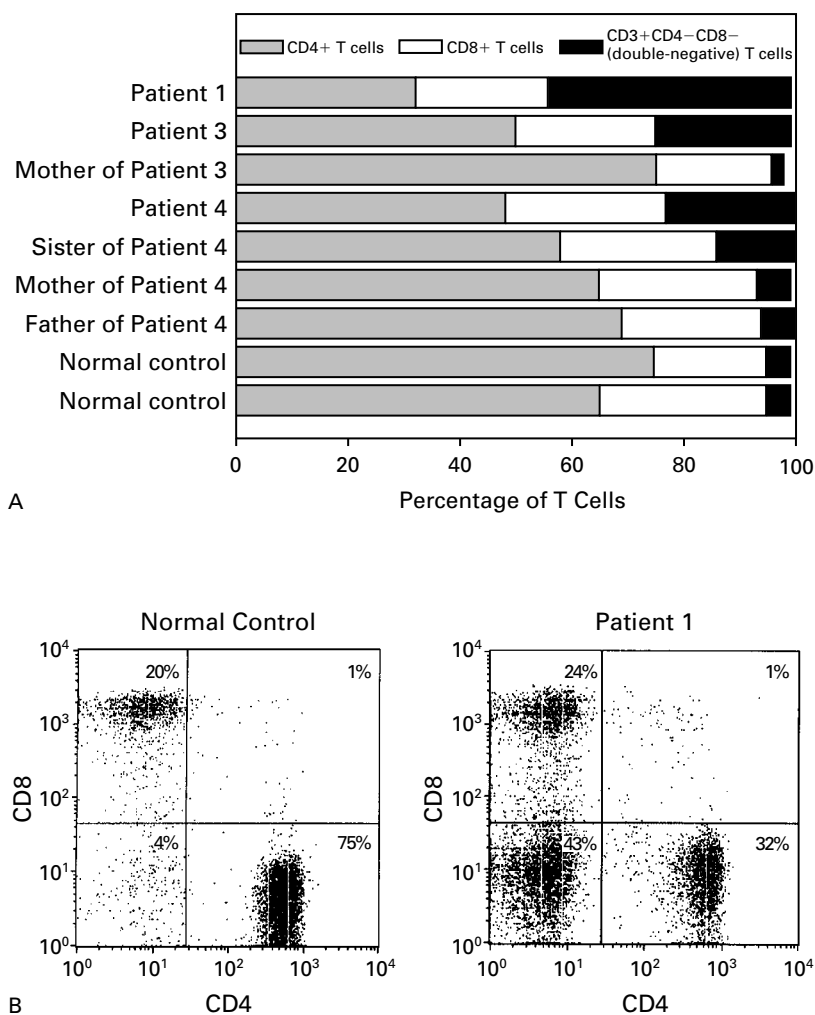 CD4+ T cells
CD8+ T cells
CD3+CD4−CD8−
(double-negative) T cells
Patient 1
Patient 3
Mother of Patient 3
Patient 4
Sister of Patient 4
Mother of Patient 4
Father of Patient 4
Normal control
Normal control
0 20 40 60 80 100
Percentage of T Cells
A
Normal Control
10⁴
10³
10²
10¹
10⁰
CD8
20% 1%
4% 75%
10⁰ 10¹ 10² 10³ 10⁴
CD4
Patient 1
10⁴
10³
10²
10¹
10⁰
CD8
24% 1%
43% 32%
10⁰ 10¹ 10² 10³ 10⁴
CD4
B